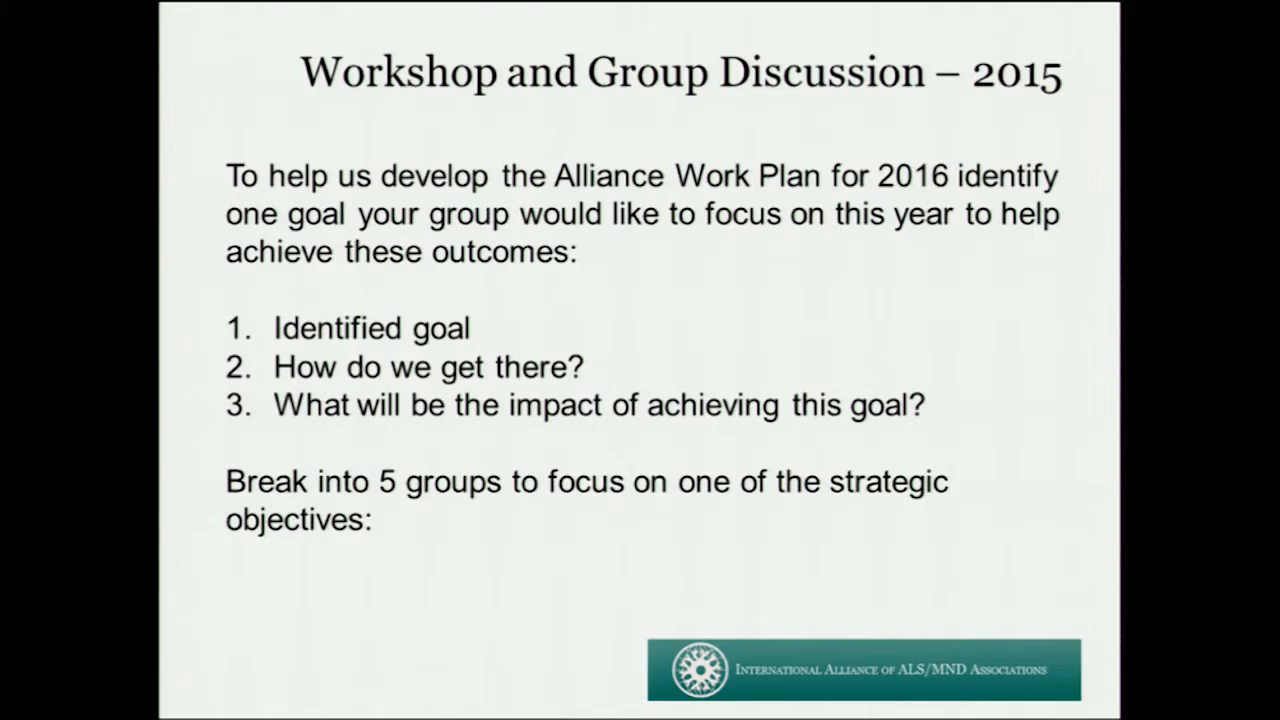 Workshop and Group Discussion – 2015
To help us develop the Alliance Work Plan for 2016 identify
one goal your group would like to focus on this year to help
achieve these outcomes:
1. Identified goal
2. How do we get there?
3. What will be the impact of achieving this goal?
Break into 5 groups to focus on one of the strategic
objectives:
International Alliance of ALS/MND Associations